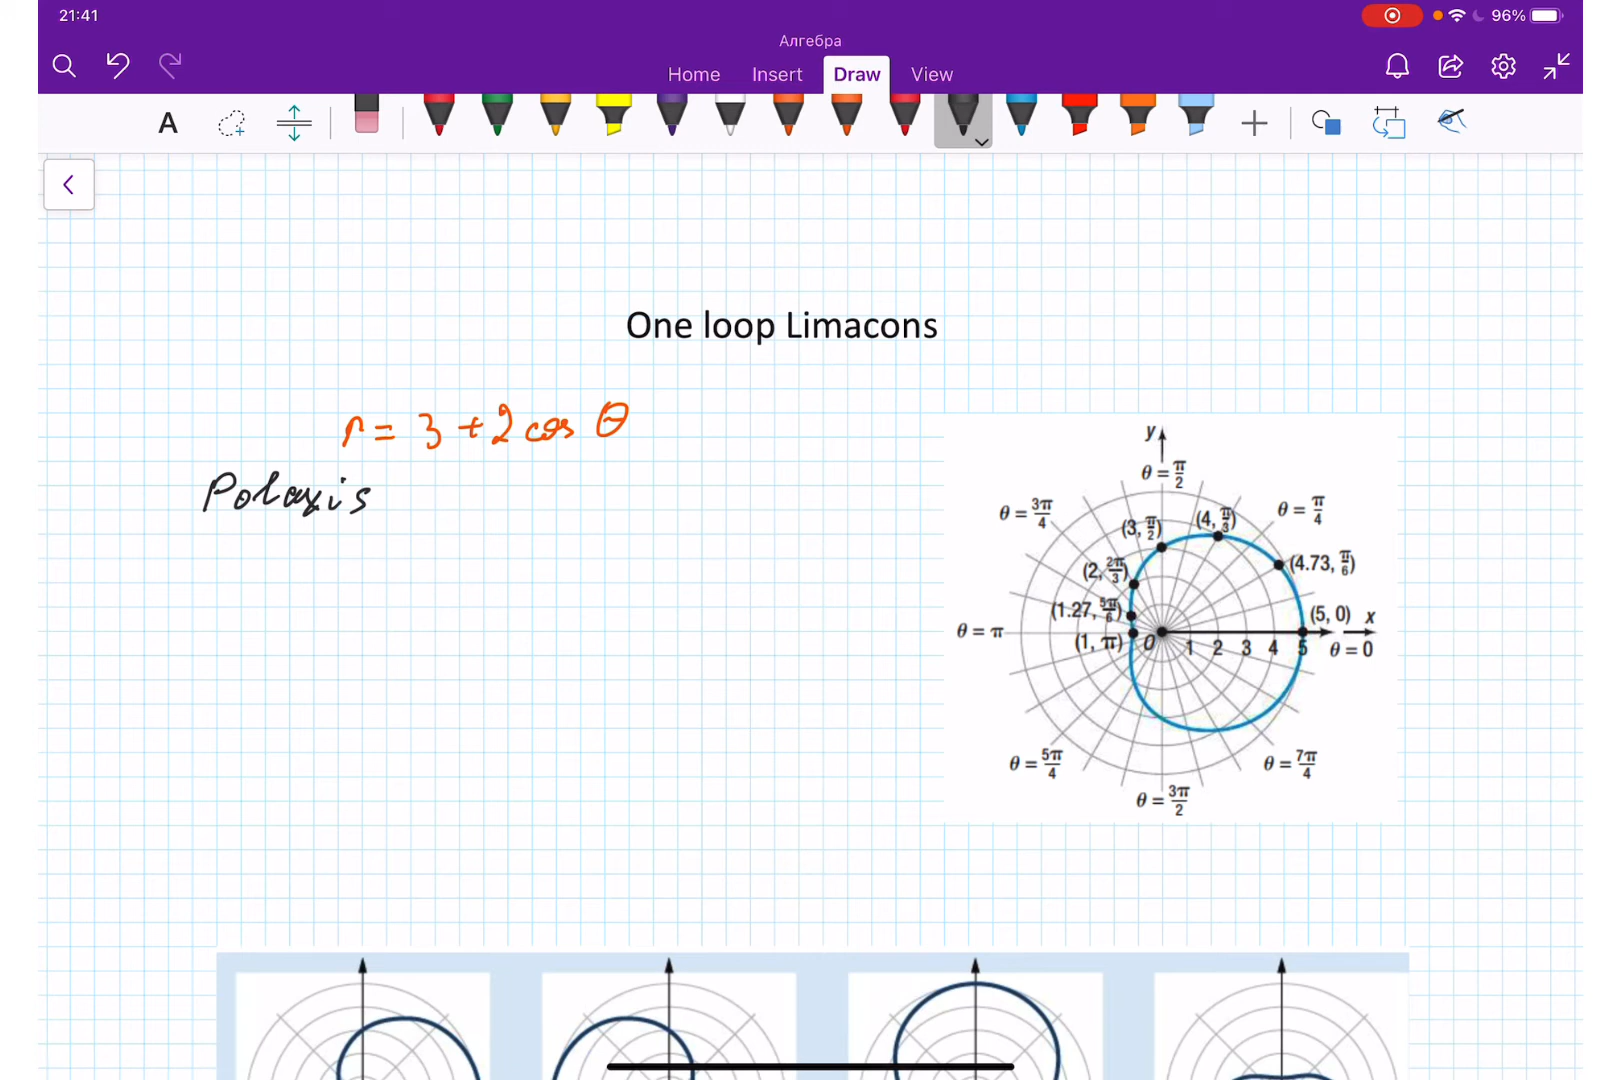 21:41
96%
Алгебра
Home Insert Draw View
A
One loop Limacons
r = 3 + 2 cos θ
Polaxis
y
θ = π/2
θ = 3π/4
θ = π/4
(3, π/2)
(4, π/3)
(2, 2π/3)
(4.73, π/6)
(1.27, 5π/6)
(5, 0) x
θ = π
(1, π) 0 1 2 3 4 5 θ = 0
θ = 5π/4
θ = 7π/4
θ = 3π/2